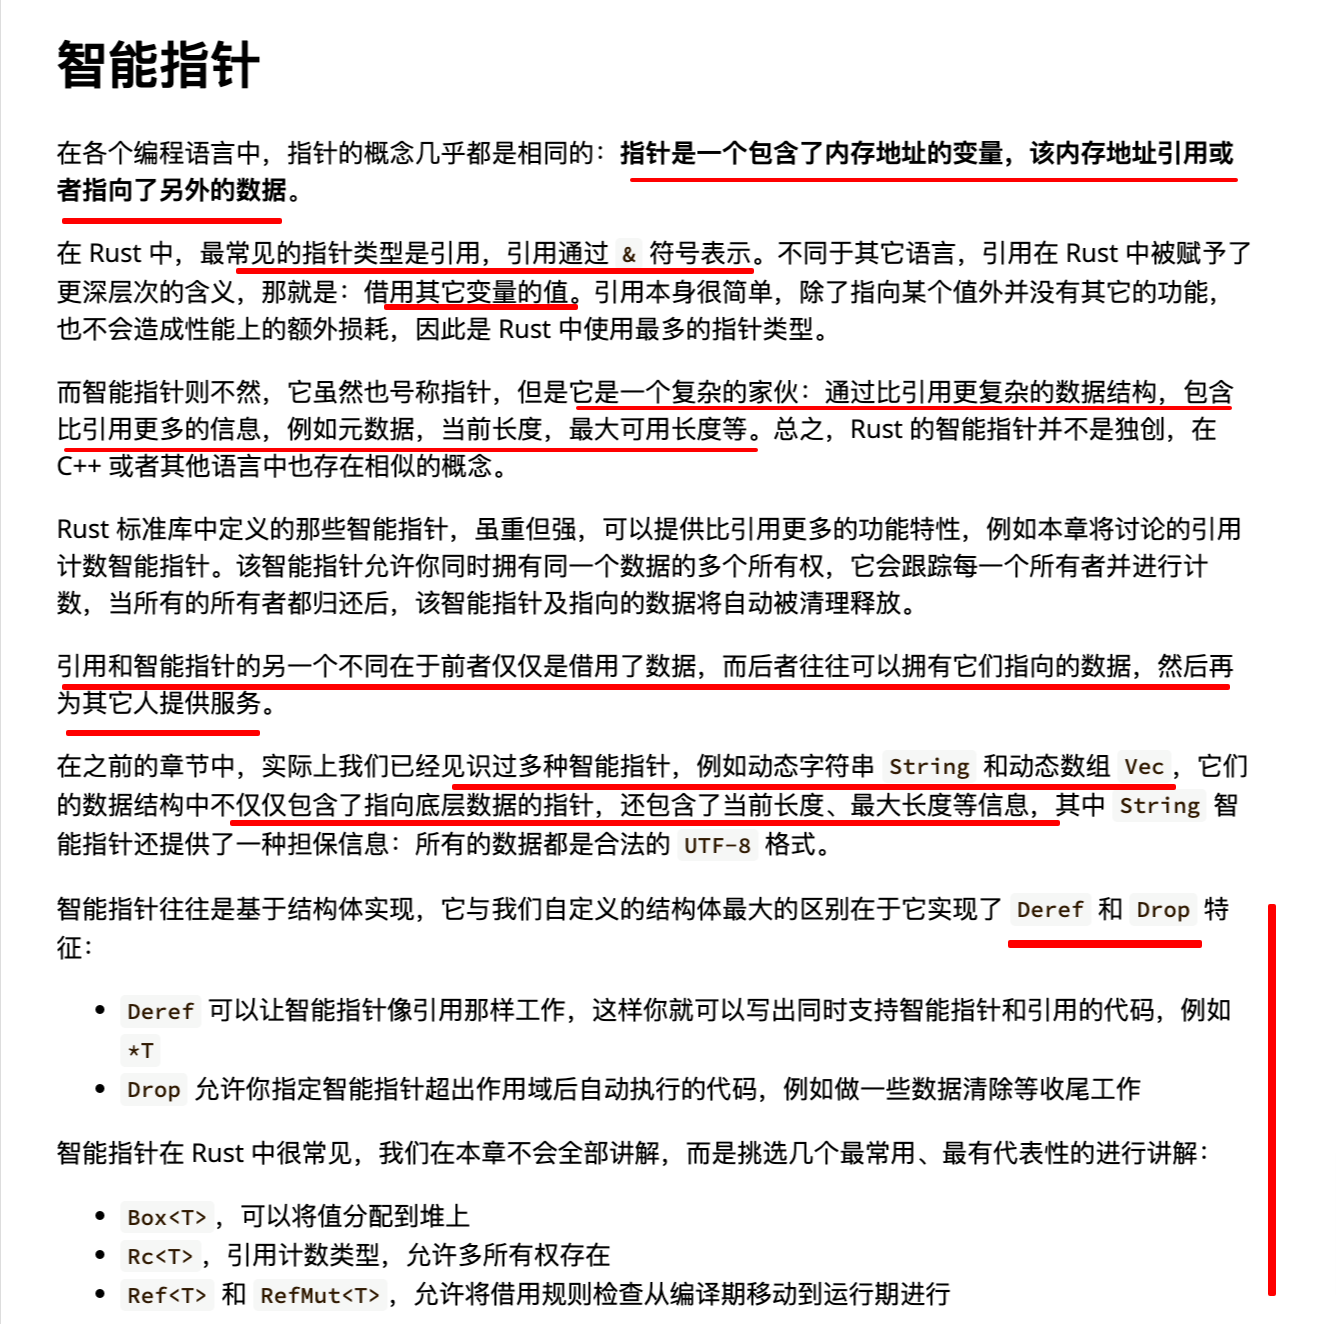 智能指针
在各个编程语言中，指针的概念几乎都是相同的：指针是一个包含了内存地址的变量，该内存地址引用或
者指向了另外的数据。
在 Rust 中，最常见的指针类型是引用，引用通过 & 符号表示。不同于其它语言，引用在 Rust 中被赋予了
更深层次的含义，那就是：借用其它变量的值。引用本身很简单，除了指向某个值外并没有其它的功能，
也不会造成性能上的额外损耗，因此是 Rust 中使用最多的指针类型。
而智能指针则不然，它虽然也号称指针，但是它是一个复杂的家伙：通过比引用更复杂的数据结构，包含
比引用更多的信息，例如元数据，当前长度，最大可用长度等。总之，Rust 的智能指针并不是独创，在
C++ 或者其他语言中也存在相似的概念。
Rust 标准库中定义的那些智能指针，虽重但强，可以提供比引用更多的功能特性，例如本章将讨论的引用
计数智能指针。该智能指针允许你同时拥有同一个数据的多个所有权，它会跟踪每一个所有者并进行计
数，当所有的所有者都归还后，该智能指针及指向的数据将自动被清理释放。
引用和智能指针的另一个不同在于前者仅仅是借用了数据，而后者往往可以拥有它们指向的数据，然后再
为其它人提供服务。
在之前的章节中，实际上我们已经见识过多种智能指针，例如动态字符串 String 和动态数组 Vec，它们
的数据结构中不仅仅包含了指向底层数据的指针，还包含了当前长度、最大长度等信息，其中 String 智
能指针还提供了一种担保信息：所有的数据都是合法的 UTF-8 格式。
智能指针往往是基于结构体实现，它与我们自定义的结构体最大的区别在于它实现了 Deref 和 Drop 特
征：
• Deref 可以让智能指针像引用那样工作，这样你就可以写出同时支持智能指针和引用的代码，例如
*T
• Drop 允许你指定智能指针超出作用域后自动执行的代码，例如做一些数据清除等收尾工作
智能指针在 Rust 中很常见，我们在本章不会全部讲解，而是挑选几个最常用、最有代表性的进行讲解：
• Box<T>，可以将值分配到堆上
• Rc<T>，引用计数类型，允许多所有权存在
• Ref<T> 和 RefMut<T>，允许将借用规则检查从编译期移动到运行期进行